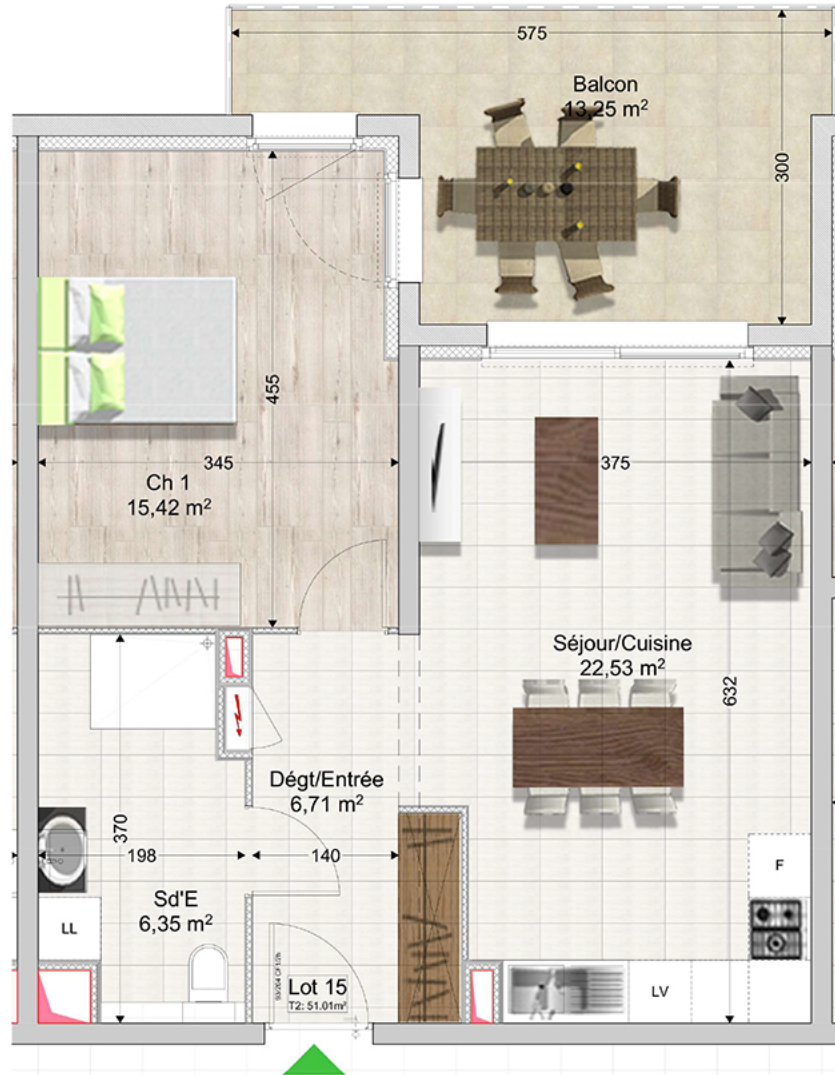 575
Balcon
13,25 m²
300
455
345
375
Ch 1
15,42 m²
Séjour/Cuisine
22,53 m²
632
Dégt/Entrée
6,71 m²
370
198
140
F
Sd'E
6,35 m²
LL
LV
Lot 15
T2: 51.01m²